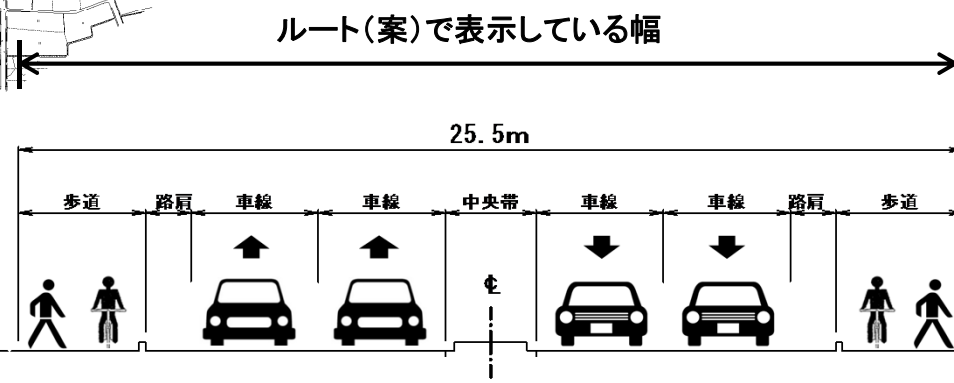 ルート（案）で表示している幅
25.5m
歩道 路肩 車線 車線 中央帯 車線 車線 路肩 歩道
℄